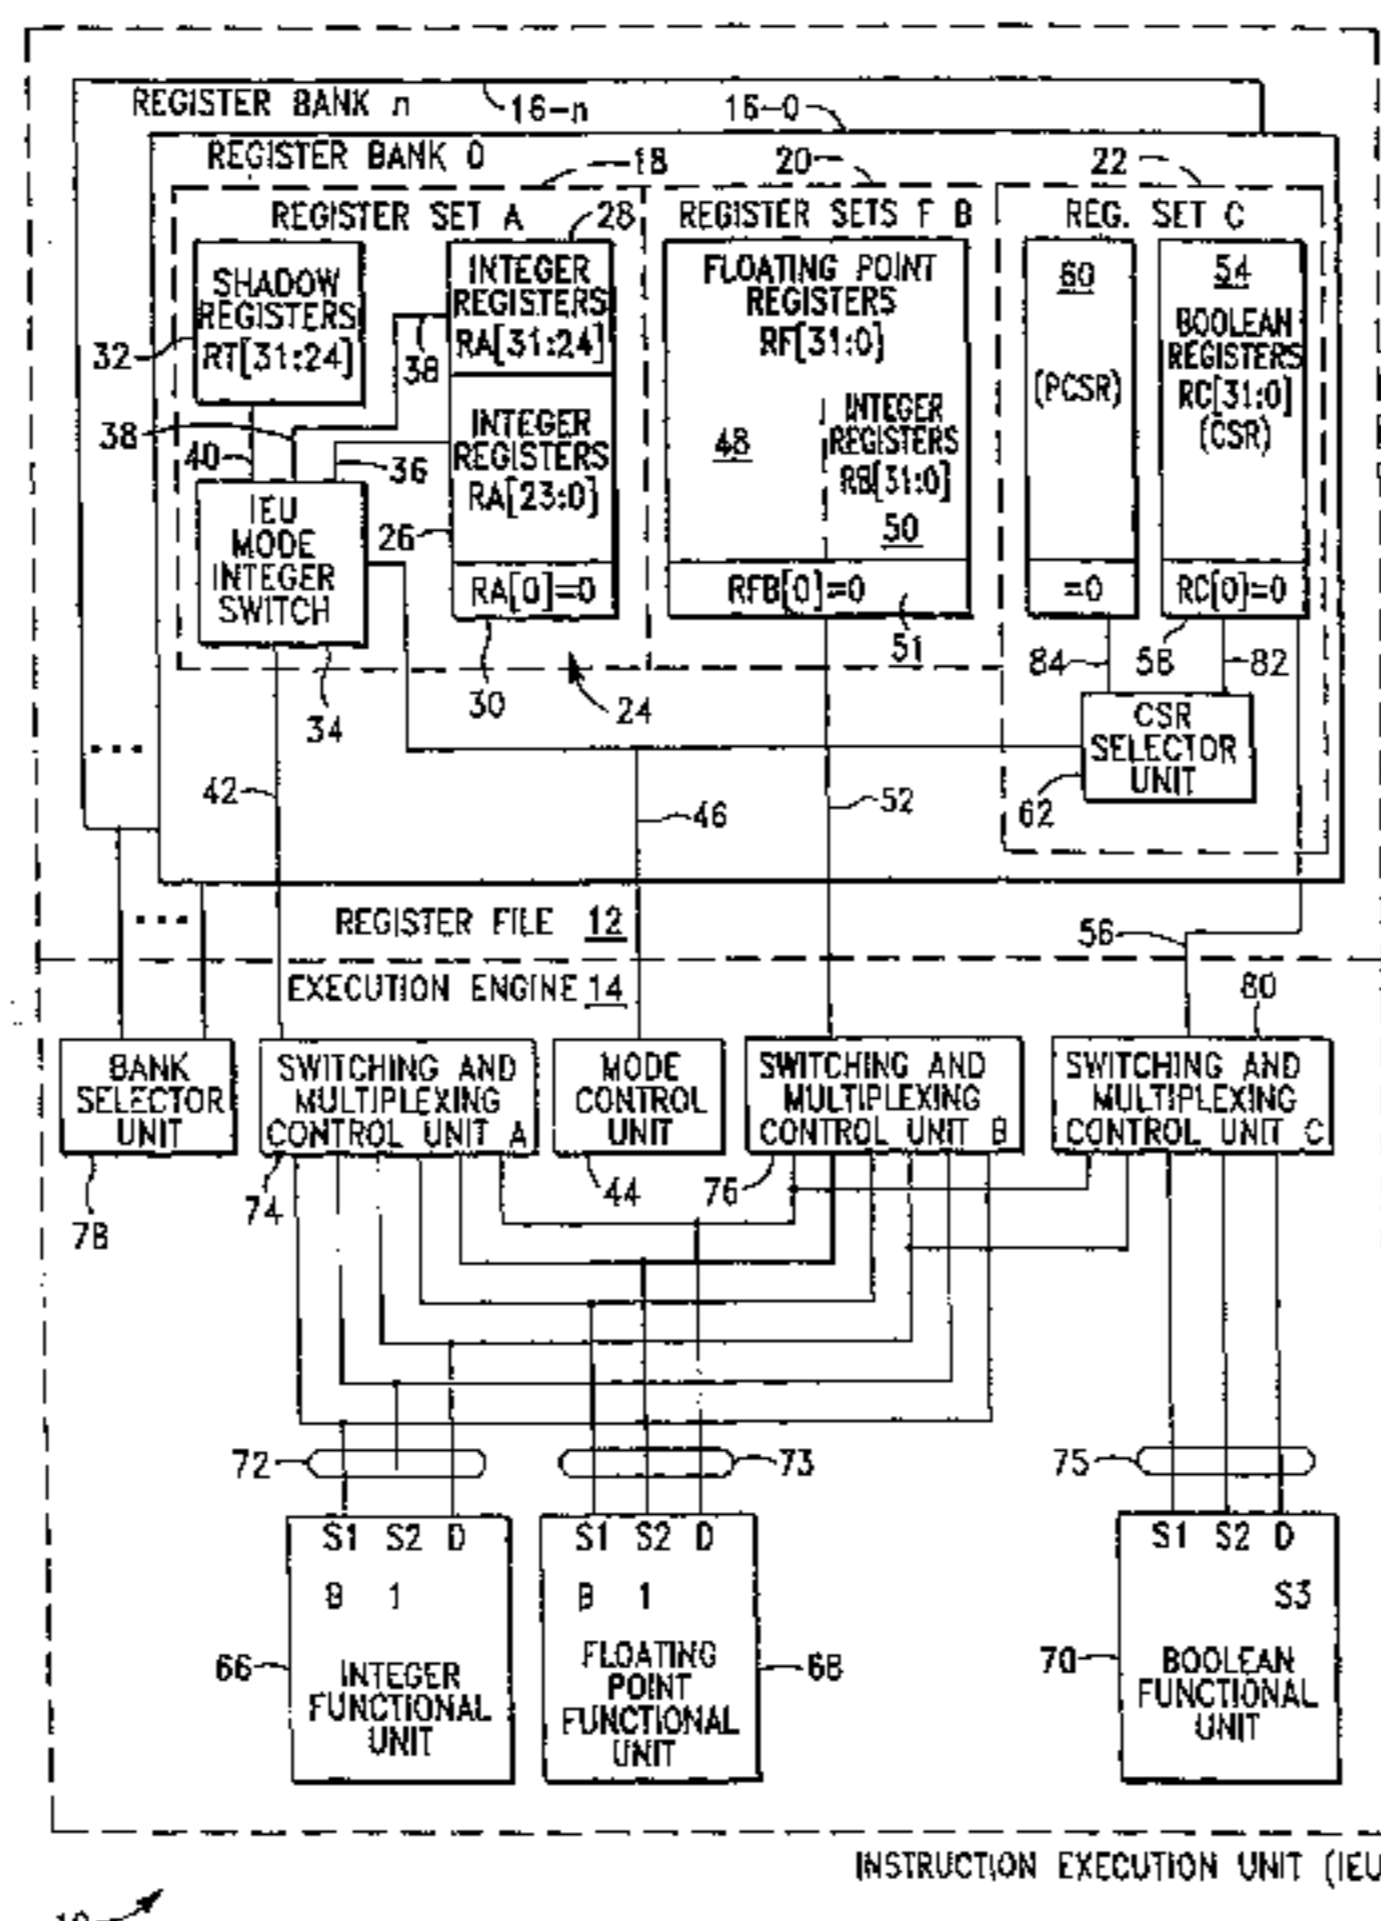 REGISTER BANK n
16-n
16-0
REGISTER BANK 0
18
20
22
REGISTER SET A
28
REGISTER SETS F B
REG. SET C
SHADOW
REGISTERS
RT[31:24]
32
INTEGER
REGISTERS
RA[31:24]
38
38
40
36
INTEGER
REGISTERS
RA[23:0]
26
RA[0]=0
30
24
IEU
MODE
INTEGER
SWITCH
34
FLOATING POINT
REGISTERS
RF[31:0]
48
INTEGER
REGISTERS
RB[31:0]
50
RFB[0]=0
51
60
(PCSR)
=0
54
BOOLEAN
REGISTERS
RC[31:0]
(CSR)
RC[0]=0
84
58
82
CSR
SELECTOR
UNIT
62
...
42
46
52
...
REGISTER FILE 12
56
EXECUTION ENGINE 14
80
BANK
SELECTOR
UNIT
78
SWITCHING AND
MULTIPLEXING
CONTROL UNIT A
74
MODE
CONTROL
UNIT
44
SWITCHING AND
MULTIPLEXING
CONTROL UNIT B
76
SWITCHING AND
MULTIPLEXING
CONTROL UNIT C
72
73
75
S1 S2 D
B 1
INTEGER
FUNCTIONAL
UNIT
66
S1 S2 D
B 1
FLOATING
POINT
FUNCTIONAL
UNIT
68
S1 S2 D
S3
BOOLEAN
FUNCTIONAL
UNIT
70
INSTRUCTION EXECUTION UNIT (IEU